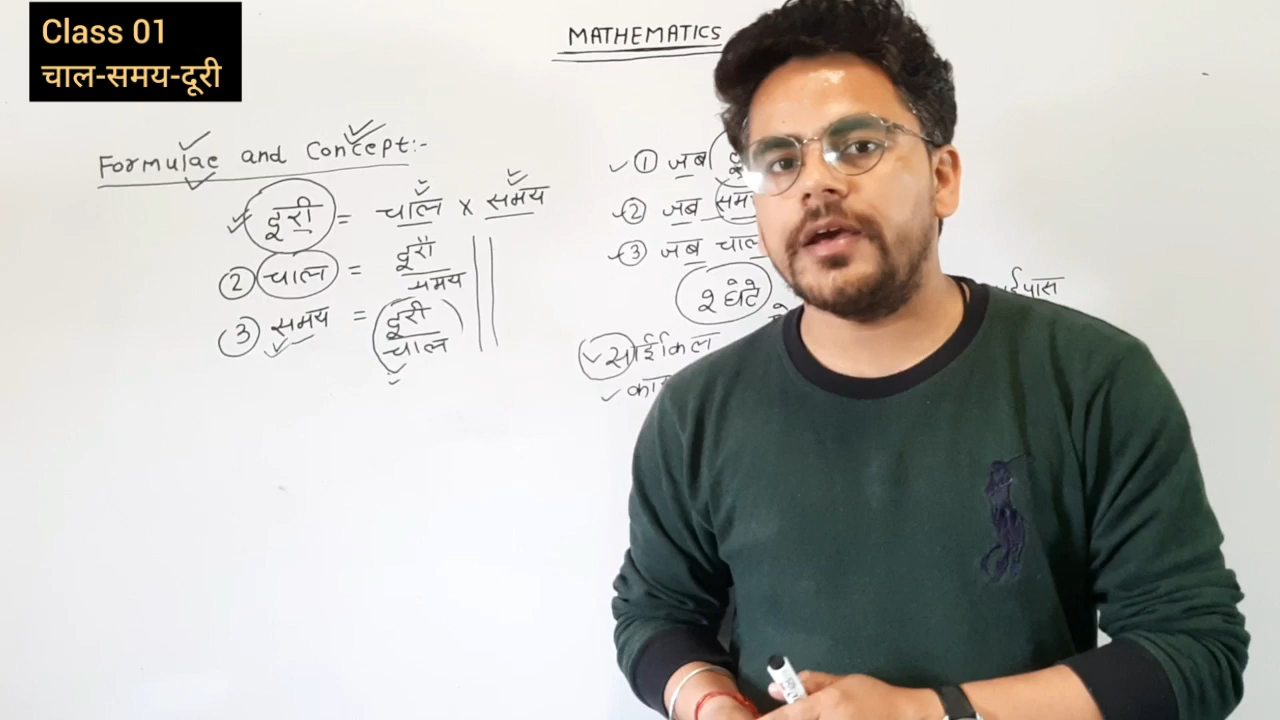 Class 01
चाल-समय-दूरी
MATHEMATICS
Formulae and Concept:-
दूरी = चाल x समय
② चाल = दूरी / समय
③ समय = दूरी / चाल
① जब
② जब
③ जब चाल
2 घंटे
साईकिल